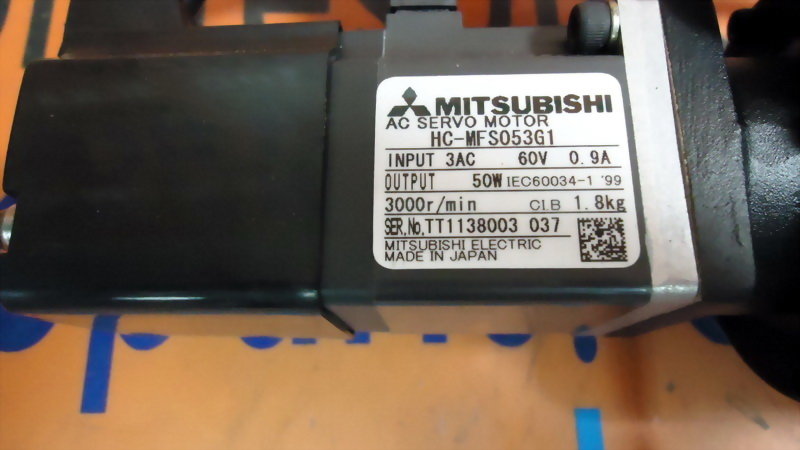 MITSUBISHI
AC SERVO MOTOR
HC-MFS053G1
INPUT 3AC 60V 0.9A
OUTPUT 50W IEC60034-1 '99
3000r/min CI.B 1.8kg
SER.No.TT1138003 037
MITSUBISHI ELECTRIC
MADE IN JAPAN